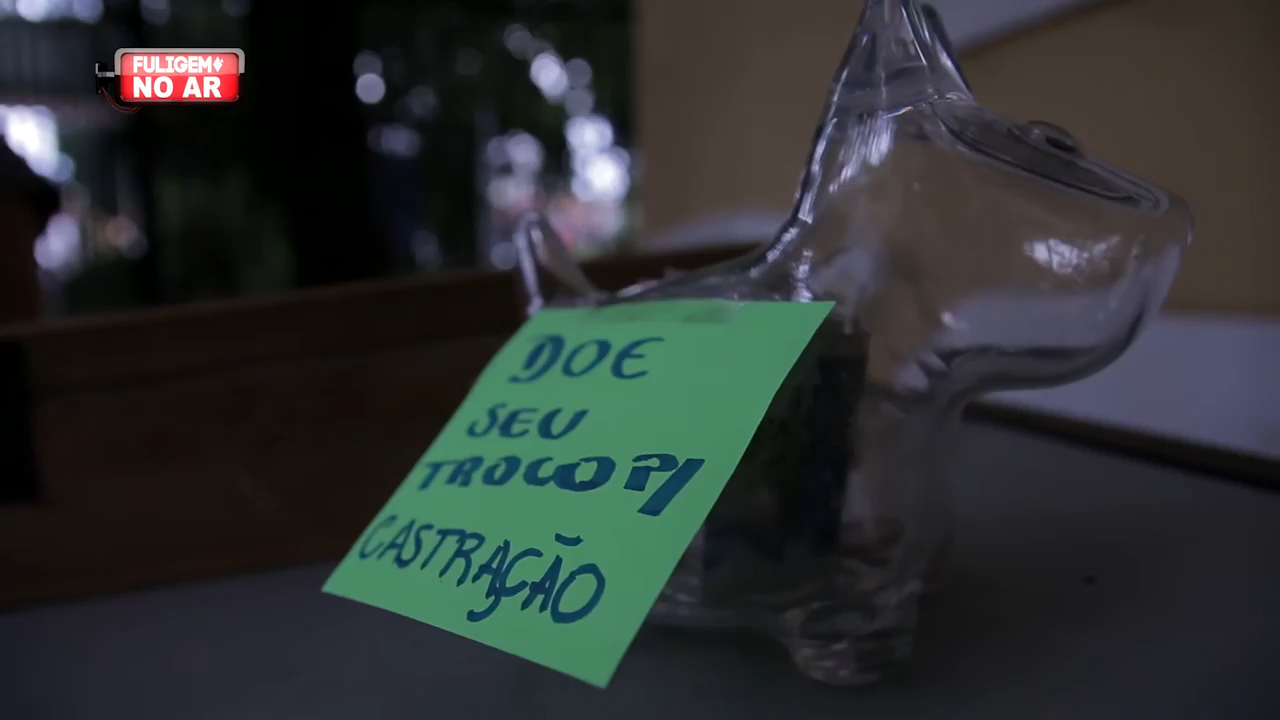 FULIGEM
NO AR
DOE
SEU
TROCO P/
CASTRAÇÃO